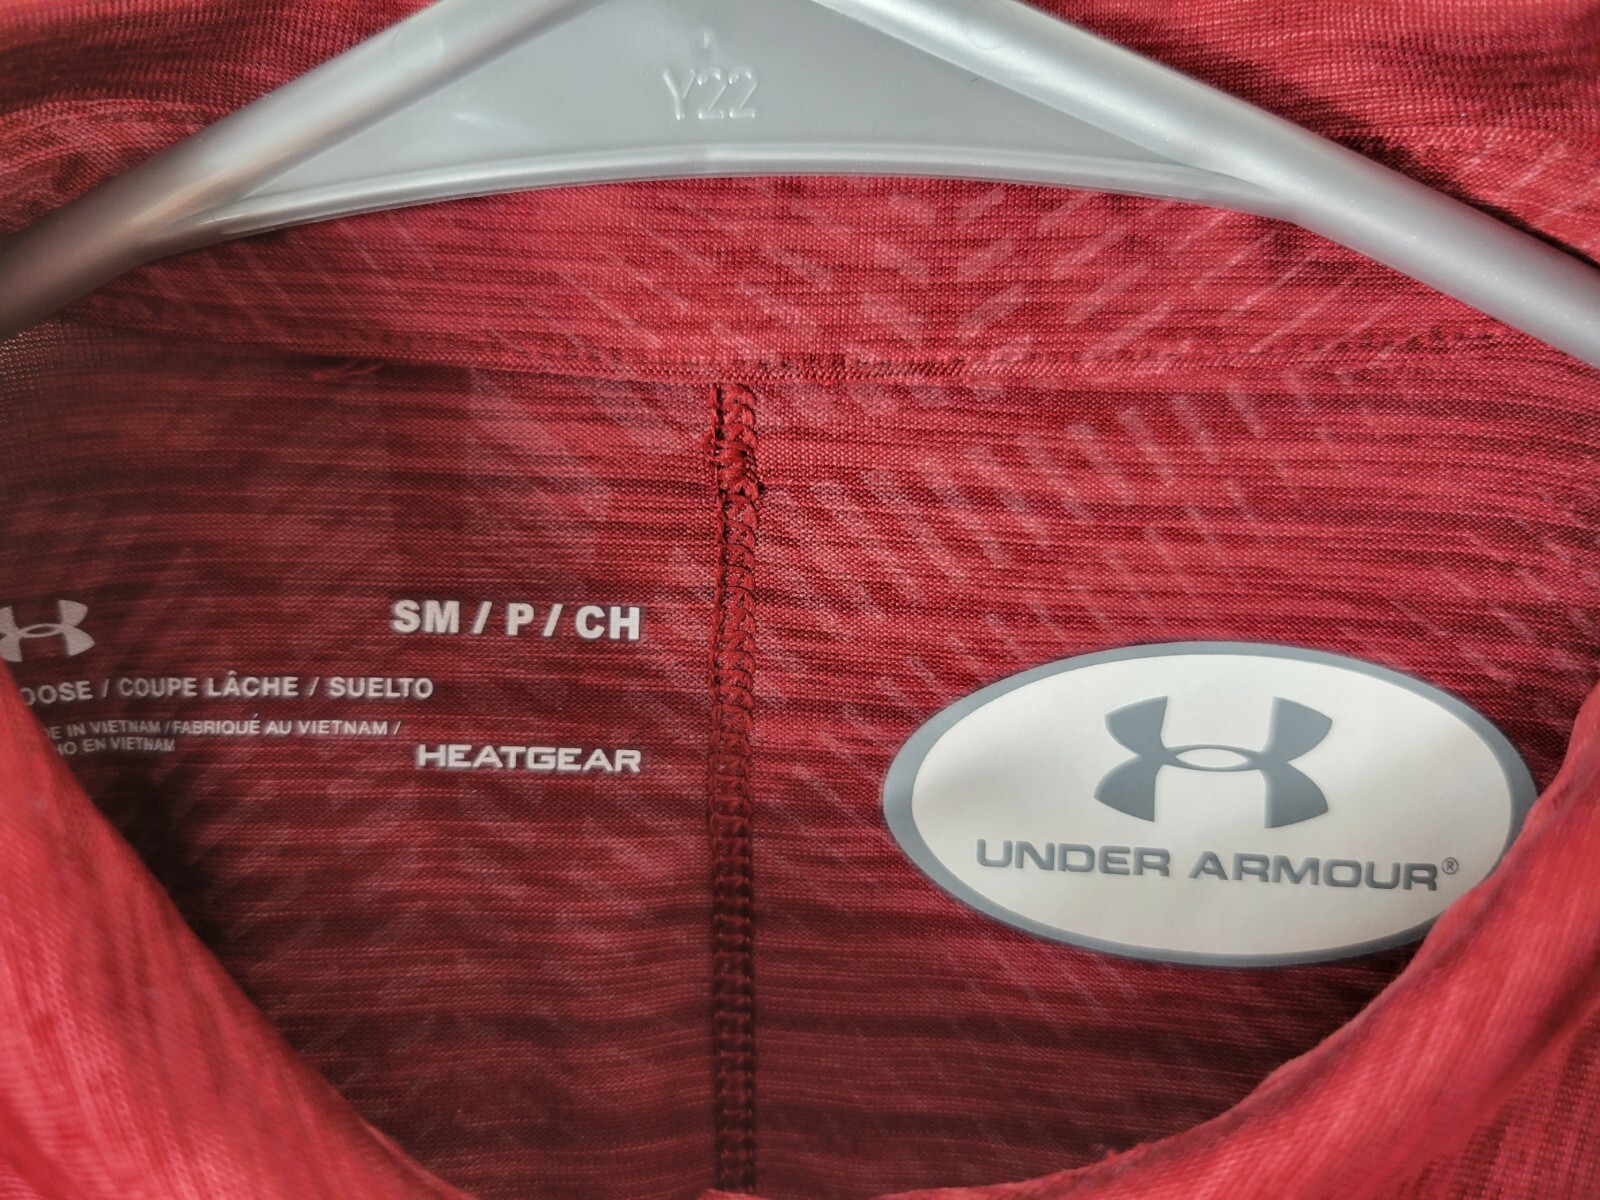 Y22
SM / P / CH
OOSE / COUPE LÂCHE / SUELTO
DE IN VIETNAM / FABRIQUÉ AU VIETNAM /
HO EN VIETNAM
HEATGEAR
UNDER ARMOUR®